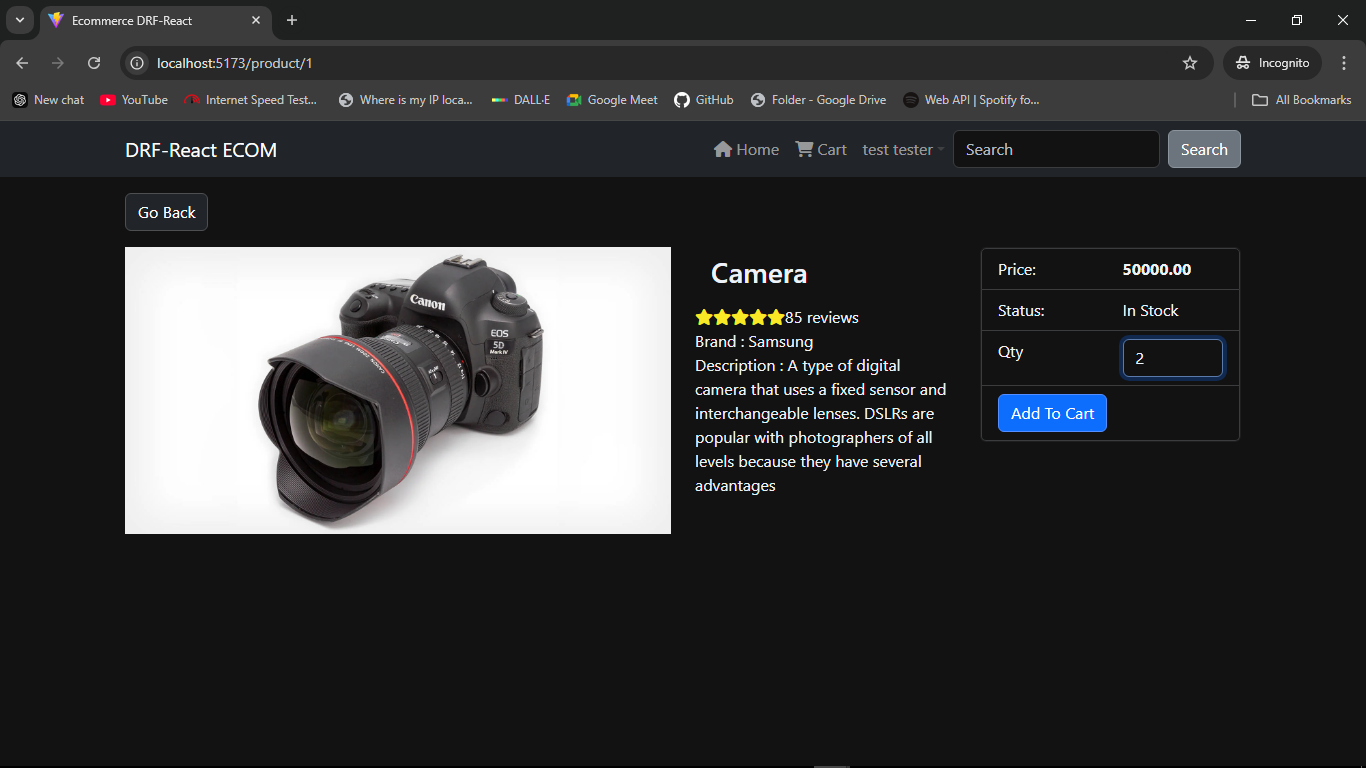 Ecommerce DRF-React
localhost:5173/product/1
Incognito
New chat
YouTube
Internet Speed Test...
Where is my IP loca...
DALL·E
Google Meet
GitHub
Folder - Google Drive
Web API | Spotify fo...
All Bookmarks
DRF-React ECOM
Home
Cart
test tester
Search
Search
Go Back
Canon
EOS
5D
Mark IV
Camera
85 reviews
Brand : Samsung
Description : A type of digital
camera that uses a fixed sensor and
interchangeable lenses. DSLRs are
popular with photographers of all
levels because they have several
advantages
Price: 50000.00
Status: In Stock
Qty 2
Add To Cart